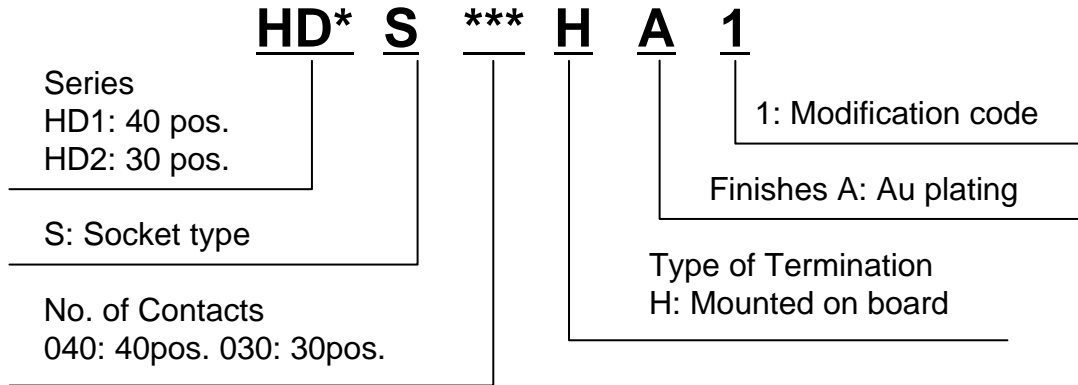 HD* S *** H A 1
Series
HD1: 40 pos.
HD2: 30 pos.
S: Socket type
No. of Contacts
040: 40pos. 030: 30pos.
1: Modification code
Finishes A: Au plating
Type of Termination
H: Mounted on board